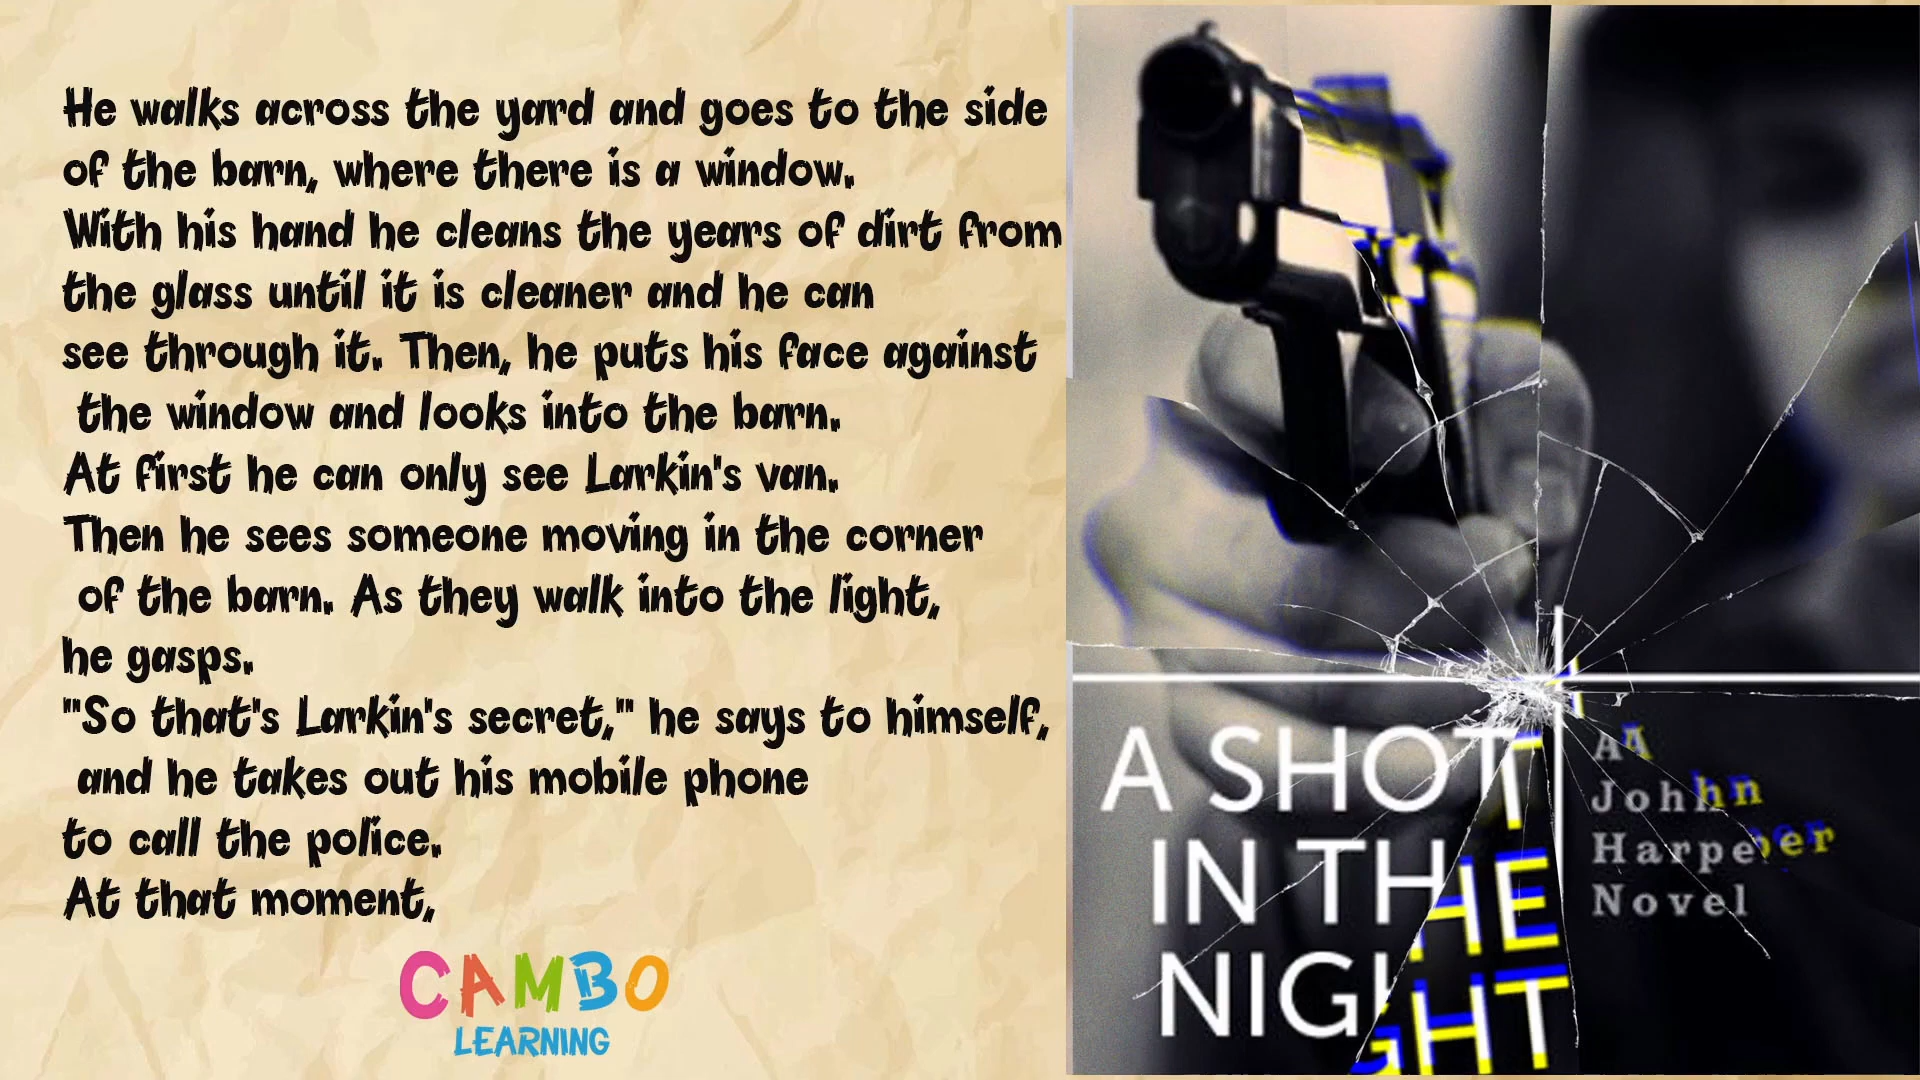 He walks across the yard and goes to the side
of the barn, where there is a window.
With his hand he cleans the years of dirt from
the glass until it is cleaner and he can
see through it. Then, he puts his face against
the window and looks into the barn.
At first he can only see Larkin's van.
Then he sees someone moving in the corner
of the barn. As they walk into the light,
he gasps.
"'So that's Larkin's secret,'" he says to himself,
and he takes out his mobile phone
to call the police.
At that moment,
CAMBO
LEARNING
A SHOT
IN THE
NIGHT
A
John
Harper
Novel